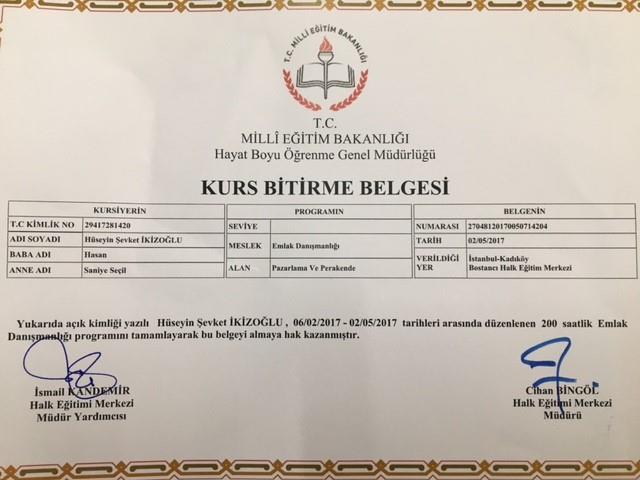 T.C. MİLLÎ EĞİTİM BAKANLIĞI
T.C.
MİLLÎ EĞİTİM BAKANLIĞI
Hayat Boyu Öğrenme Genel Müdürlüğü
KURS BİTİRME BELGESİ
KURSİYERİN PROGRAMIN BELGENİN
T.C KİMLİK NO 29417281420 SEVİYE NUMARASI 27048120170050714204
ADI SOYADI Hüseyin Şevket İKİZOĞLU MESLEK Emlak Danışmanlığı TARİH 02/05/2017
BABA ADI Hasan ALAN Pazarlama Ve Perakende VERİLDİĞİ YER İstanbul-Kadıköy
ANNE ADI Saniye Seçil Bostancı Halk Eğitim Merkezi
Yukarıda açık kimliği yazılı Hüseyin Şevket İKİZOĞLU , 06/02/2017 - 02/05/2017 tarihleri arasında düzenlenen 200 saatlik Emlak
Danışmanlığı programını tamamlayarak bu belgeyi almaya hak kazanmıştır.
İsmail KANDEMİR
Halk Eğitimi Merkezi
Müdür Yardımcısı
Cihan BİNGÖL
Halk Eğitimi Merkezi
Müdürü